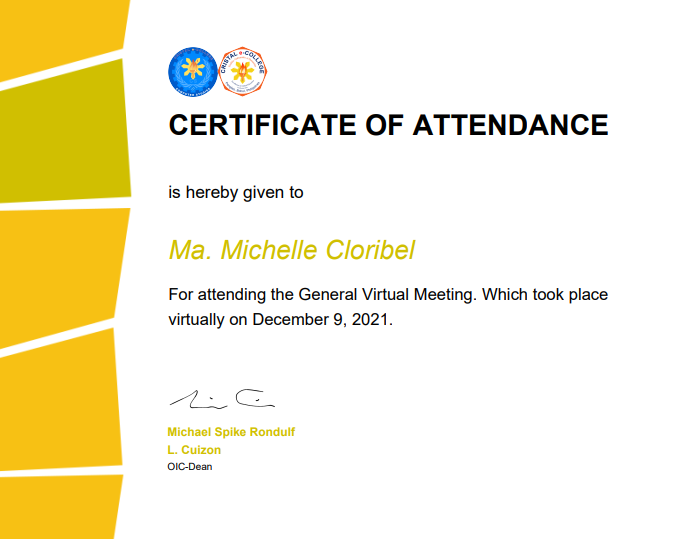 CRISTAL e-COLLEGE
CERTIFICATE OF ATTENDANCE
is hereby given to
Ma. Michelle Cloribel
For attending the General Virtual Meeting. Which took place
virtually on December 9, 2021.
Michael Spike Rondulf
L. Cuizon
OIC-Dean